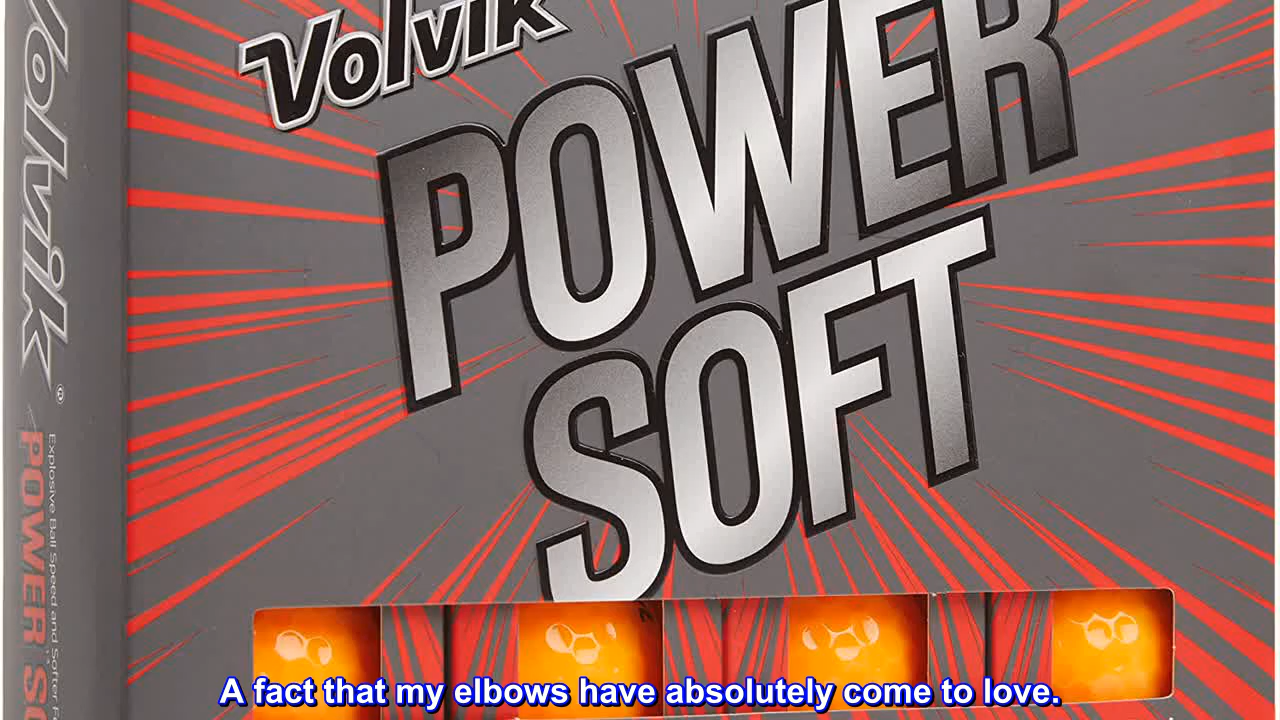 Volvik
POWER
SOFT
Volvik®
Explosive Ball Speed and Softer
POWER
A fact that my elbows have absolutely come to love.